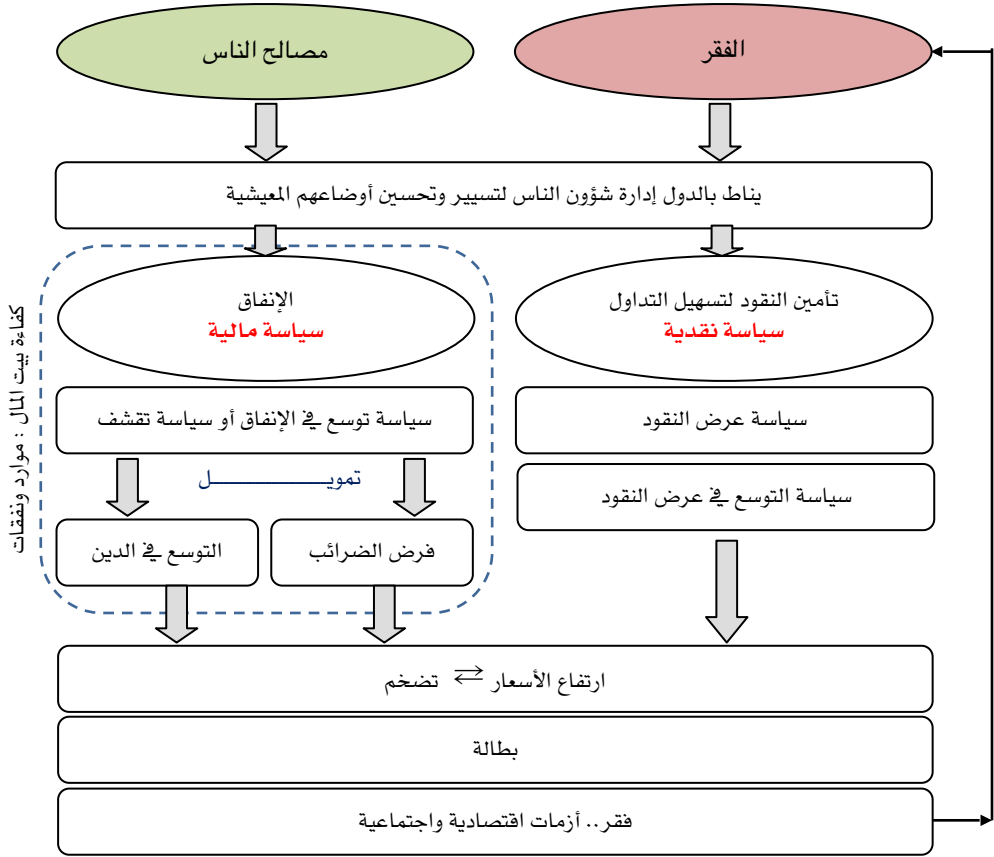 الفقر
مصالح الناس
يناط بالدول إدارة شؤون الناس لتسيير وتحسين أوضاعهم المعيشية
تأمين النقود لتسهيل التداول
سياسة نقدية
الإنفاق
سياسة مالية
سياسة عرض النقود
سياسة توسع في الإنفاق أو سياسة تقشف
سياسة التوسع في عرض النقود
تمويـــــــــــــل
فرض الضرائب
التوسع في الدين
كفاءة بيت المال : موارد ونفقات
ارتفاع الأسعار ⇄ تضخم
بطالة
فقر.. أزمات اقتصادية واجتماعية